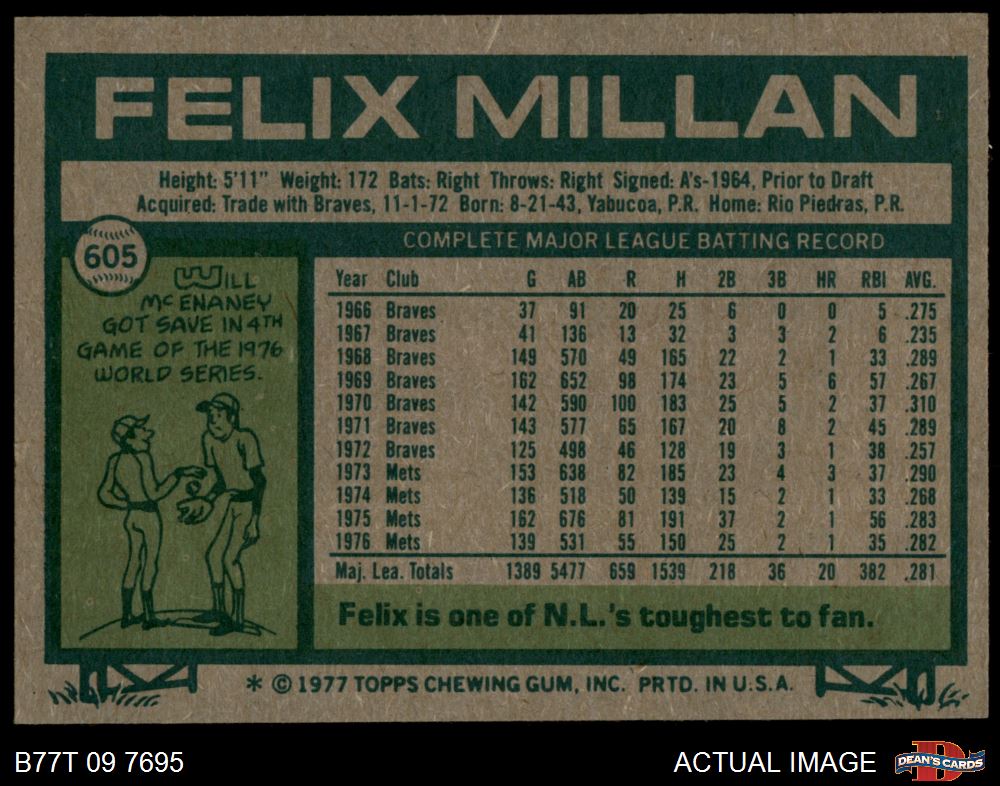 FELIX MILLAN
Height: 5'11" Weight: 172 Bats: Right Throws: Right Signed: A's-1964, Prior to Draft
Acquired: Trade with Braves, 11-1-72 Born: 8-21-43, Yabucoa, P.R. Home: Rio Piedras, P.R.
605
COMPLETE MAJOR LEAGUE BATTING RECORD
WILL
MCENANEY
GOT SAVE IN 4TH
GAME OF THE 1976
WORLD SERIES.
Year Club G AB R H 2B 3B HR RBI AVG.
1966 Braves 37 91 20 25 6 0 0 5 .275
1967 Braves 41 136 13 32 3 3 2 6 .235
1968 Braves 149 570 49 165 22 2 1 33 .289
1969 Braves 162 652 98 174 23 5 6 57 .267
1970 Braves 142 590 100 183 25 5 2 37 .310
1971 Braves 143 577 65 167 20 8 2 45 .289
1972 Braves 125 498 46 128 19 3 1 38 .257
1973 Mets 153 638 82 185 23 4 3 37 .290
1974 Mets 136 518 50 139 15 2 1 33 .268
1975 Mets 162 676 81 191 37 2 1 56 .283
1976 Mets 139 531 55 150 25 2 1 35 .282
Maj. Lea. Totals 1389 5477 659 1539 218 36 20 382 .281
Felix is one of N.L.'s toughest to fan.
* © 1977 TOPPS CHEWING GUM, INC. PRTD. IN U.S.A.
B77T 09 7695
ACTUAL IMAGE
D
DEAN'S CARDS